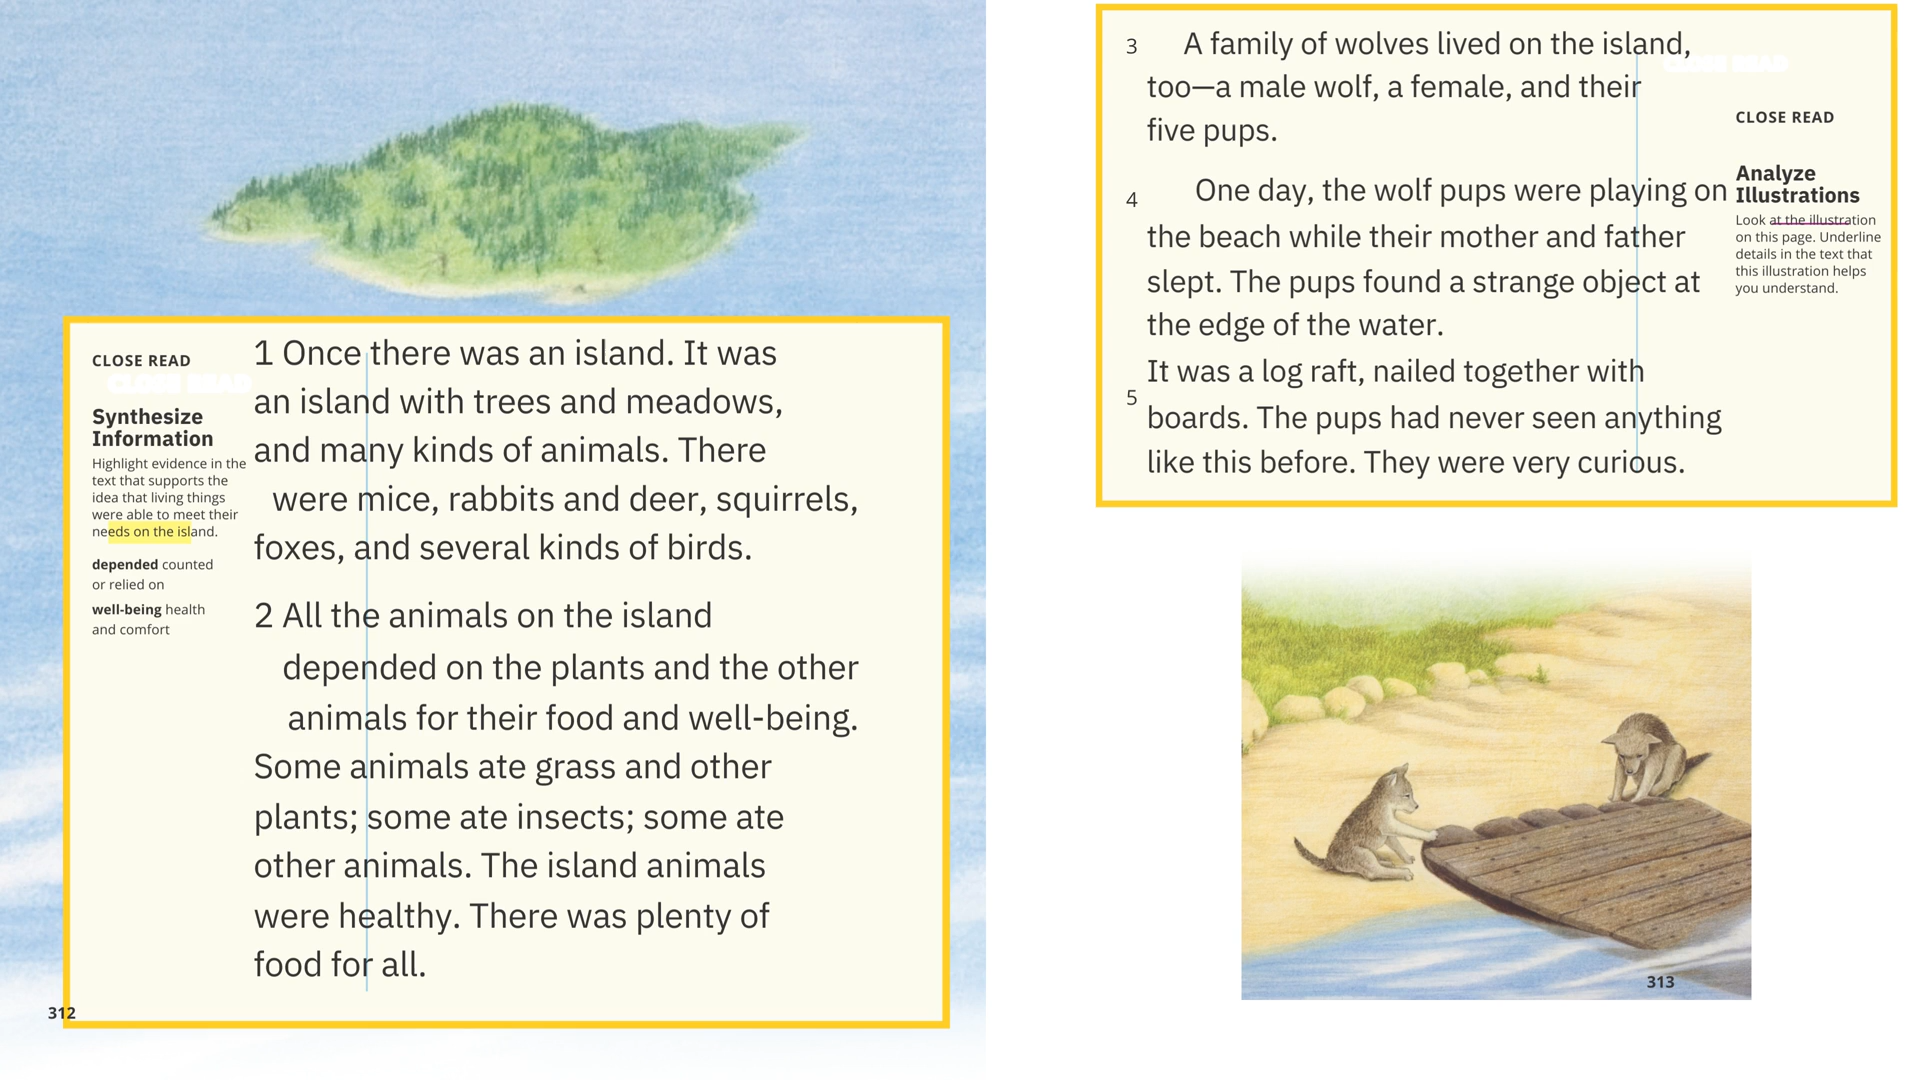 CLOSE READ
Synthesize
Information
Highlight evidence in the
text that supports the
idea that living things
were able to meet their
needs on the island.
depended counted
or relied on
well-being health
and comfort
1 Once there was an island. It was
an island with trees and meadows,
and many kinds of animals. There
were mice, rabbits and deer, squirrels,
foxes, and several kinds of birds.
2 All the animals on the island
depended on the plants and the other
animals for their food and well-being.
Some animals ate grass and other
plants; some ate insects; some ate
other animals. The island animals
were healthy. There was plenty of
food for all.
312
3 A family of wolves lived on the island,
too—a male wolf, a female, and their
five pups.
4 One day, the wolf pups were playing on
the beach while their mother and father
slept. The pups found a strange object at
the edge of the water.
5 It was a log raft, nailed together with
boards. The pups had never seen anything
like this before. They were very curious.
CLOSE READ
Analyze
Illustrations
Look at the illustration
on this page. Underline
details in the text that
this illustration helps
you understand.
313